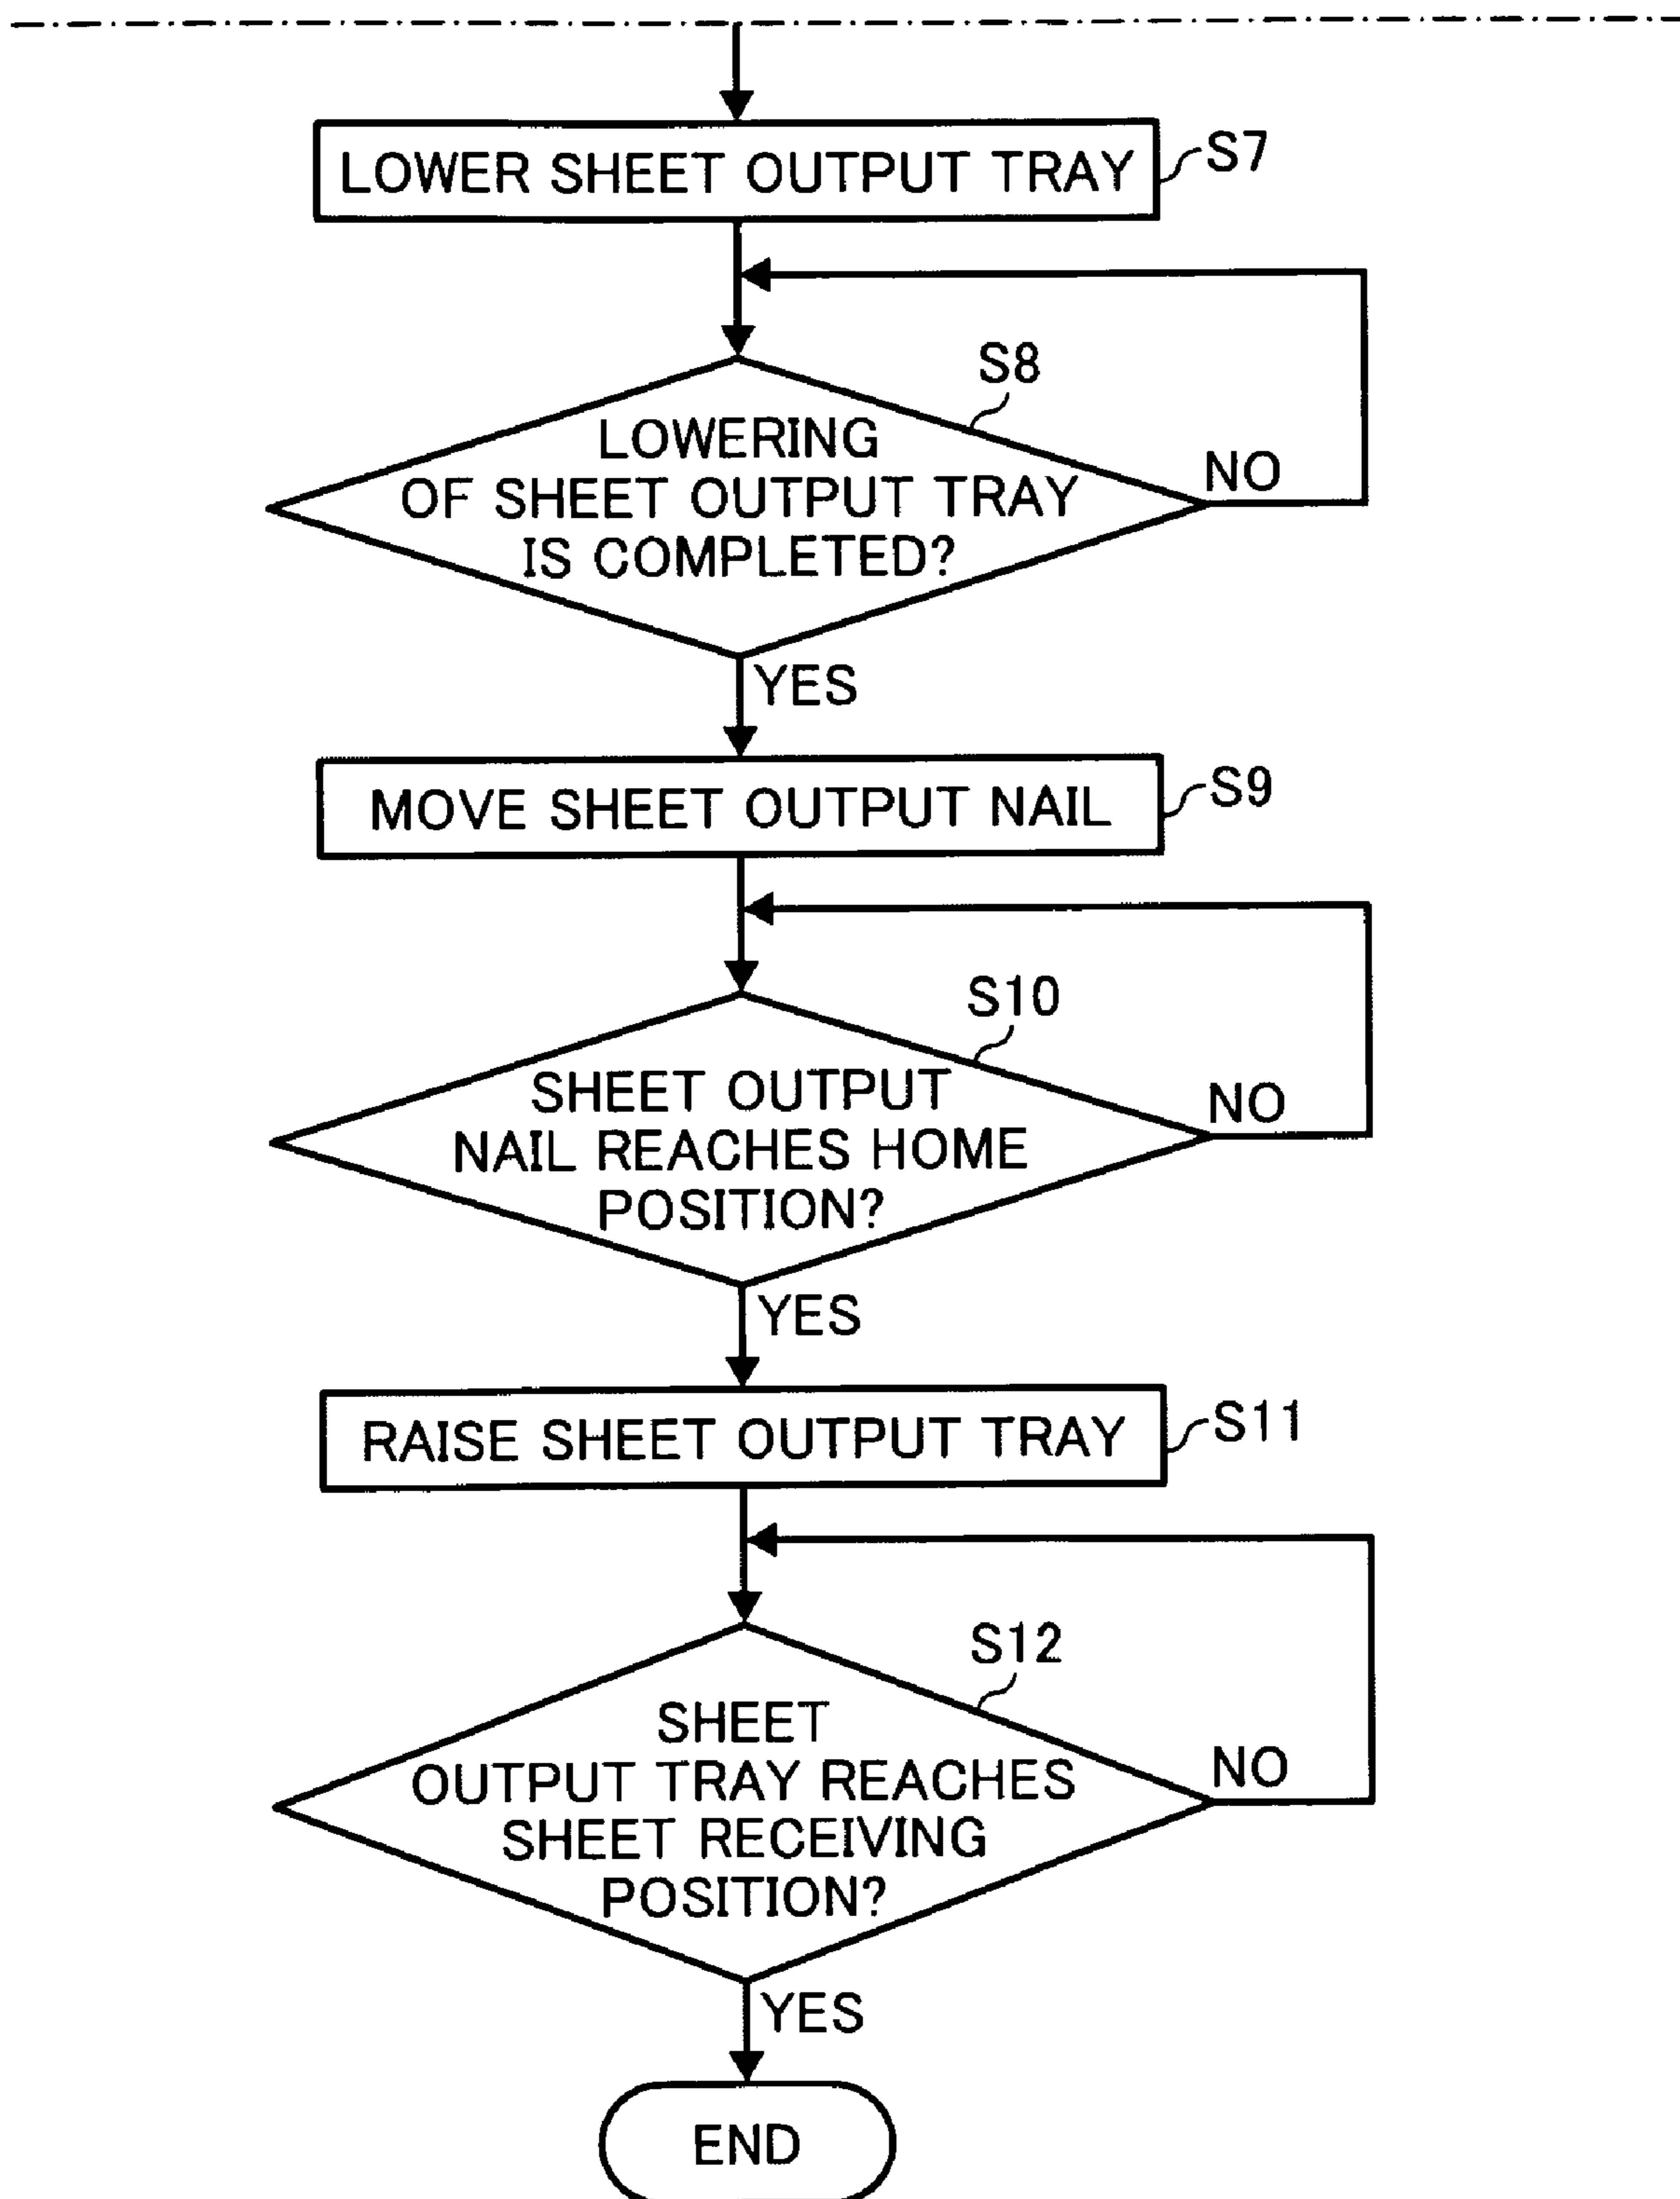 LOWER SHEET OUTPUT TRAY
S7
S8
LOWERING
OF SHEET OUTPUT TRAY
IS COMPLETED?
NO
YES
MOVE SHEET OUTPUT NAIL
S9
S10
SHEET OUTPUT
NAIL REACHES HOME
POSITION?
NO
YES
RAISE SHEET OUTPUT TRAY
S11
S12
SHEET
OUTPUT TRAY REACHES
SHEET RECEIVING
POSITION?
NO
YES
END